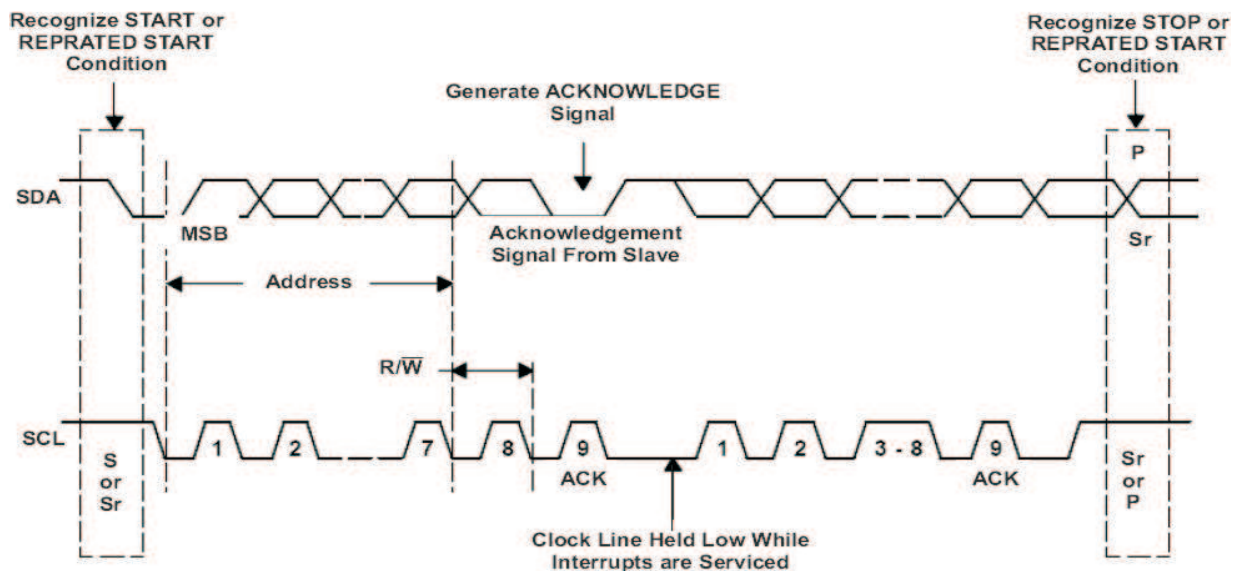 Recognize START or
REPRATED START
Condition
Recognize STOP or
REPRATED START
Condition
Generate ACKNOWLEDGE
Signal
P
SDA
MSB
Acknowledgement
Signal From Slave
Sr
Address
R/W̅
SCL
1
2
7
8
9
1
2
3 - 8
9
ACK
ACK
S
or
Sr
Sr
or
P
Clock Line Held Low While
Interrupts are Serviced